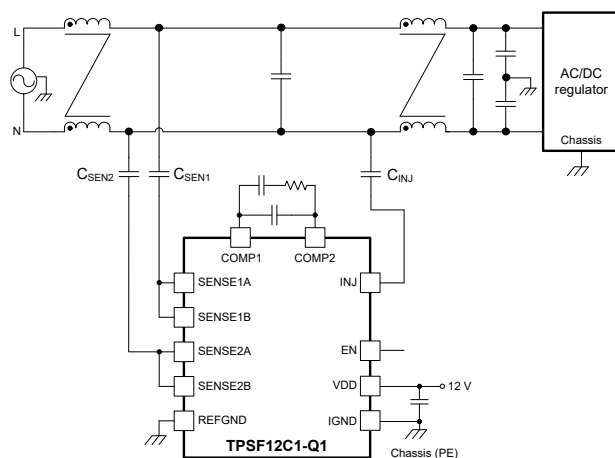 L
N
AC/DC
regulator
Chassis
CSEN2
CSEN1
CINJ
COMP1
COMP2
SENSE1A
INJ
SENSE1B
SENSE2A
EN
SENSE2B
VDD
12 V
REFGND
IGND
TPSF12C1-Q1
Chassis (PE)